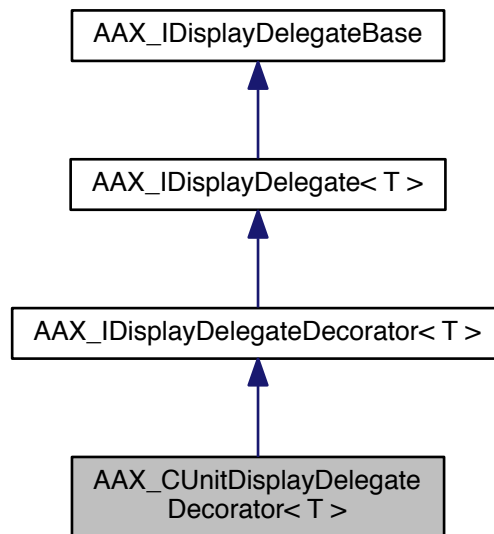 AAX_IDisplayDelegateBase
AAX_IDisplayDelegate< T >
AAX_IDisplayDelegateDecorator< T >
AAX_CUnitDisplayDelegate
Decorator< T >